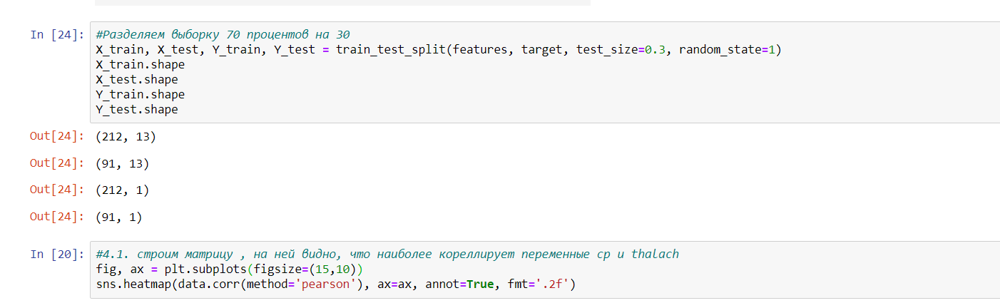 In [24]: #Разделяем выборку 70 процентов на 30
X_train, X_test, Y_train, Y_test = train_test_split(features, target, test_size=0.3, random_state=1)
X_train.shape
X_test.shape
Y_train.shape
Y_test.shape
Out[24]: (212, 13)
Out[24]: (91, 13)
Out[24]: (212, 1)
Out[24]: (91, 1)
In [20]: #4.1. строим матрицу , на ней видно, что наиболее кореллирует переменные cp и thalach
fig, ax = plt.subplots(figsize=(15,10))
sns.heatmap(data.corr(method='pearson'), ax=ax, annot=True, fmt='.2f')